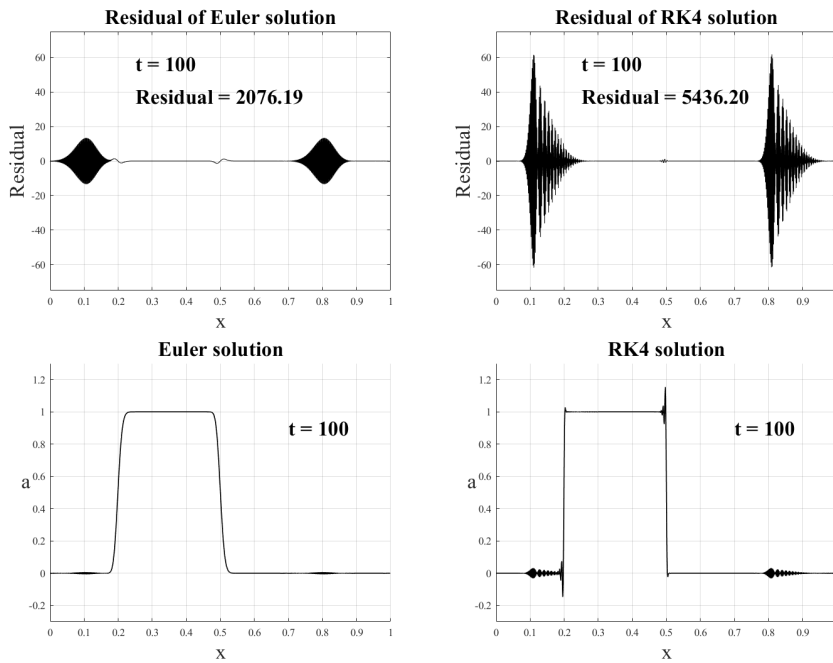 Residual of Euler solution
60
40
20
0
-20
-40
-60
Residual
t = 100
Residual = 2076.19
0 0.1 0.2 0.3 0.4 0.5 0.6 0.7 0.8 0.9 1
x
Residual of RK4 solution
60
40
20
0
-20
-40
-60
Residual
t = 100
Residual = 5436.20
0 0.1 0.2 0.3 0.4 0.5 0.6 0.7 0.8 0.9
x
Euler solution
1.2
1
0.8
0.6
0.4
0.2
0
-0.2
a
t = 100
0 0.1 0.2 0.3 0.4 0.5 0.6 0.7 0.8 0.9 1
x
RK4 solution
1.2
1
0.8
0.6
0.4
0.2
0
-0.2
a
t = 100
0 0.1 0.2 0.3 0.4 0.5 0.6 0.7 0.8 0.9
x